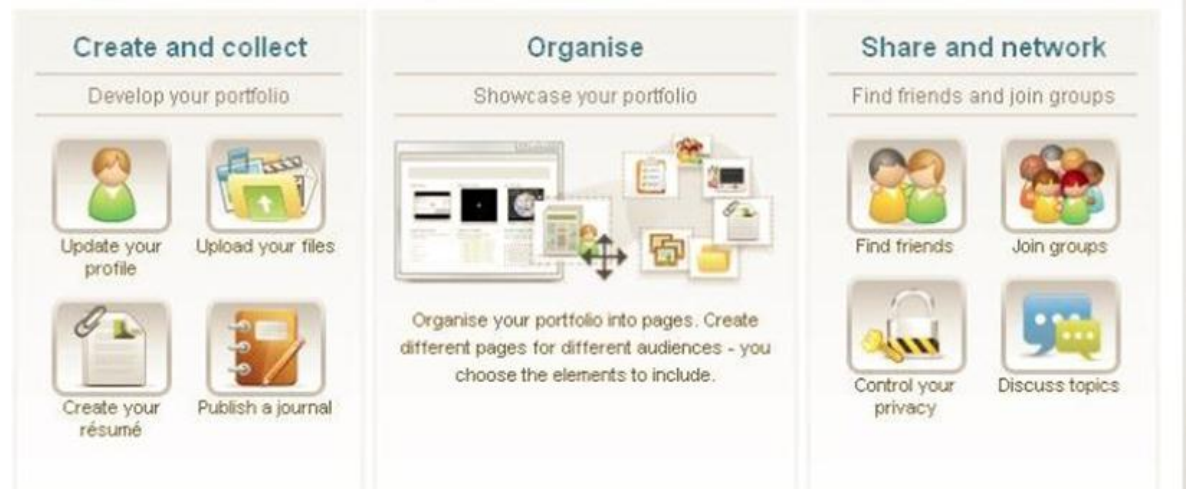 Create and collect
Develop your portfolio
Update your
profile
Upload your files
Create your
résumé
Publish a journal
Organise
Showcase your portfolio
Organise your portfolio into pages. Create
different pages for different audiences - you
choose the elements to include.
Share and network
Find friends and join groups
Find friends
Join groups
Control your
privacy
Discuss topics